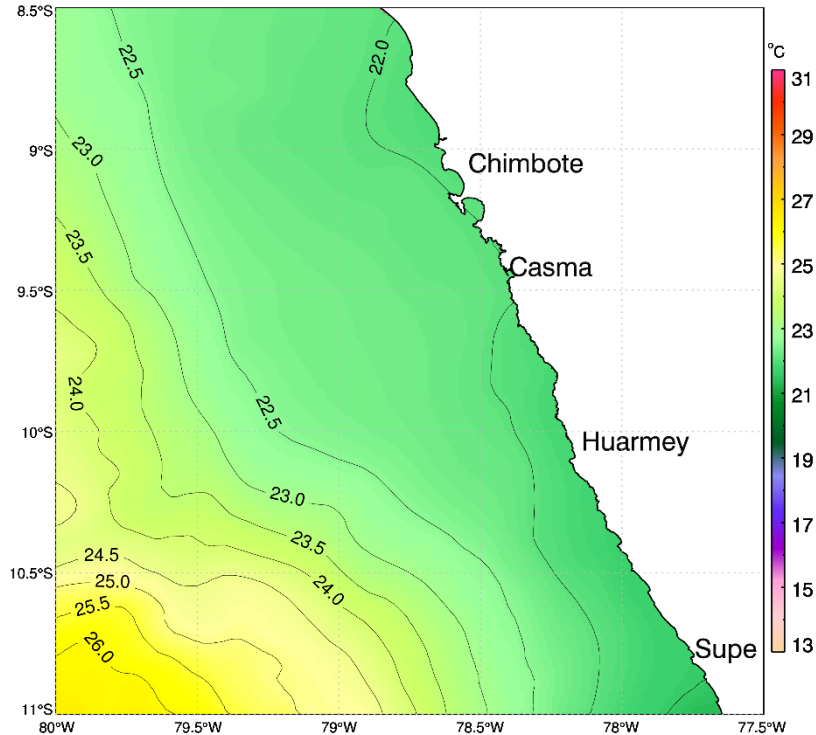 8.5°S
22.5
22.0
°C
31
29
23.0
9°S
Chimbote
27
23.5
Casma
25
9.5°S
23
24.0
22.5
21
10°S
Huarmey
19
23.0
17
23.5
24.5
10.5°S
25.0
24.0
15
25.5
26.0
Supe
13
11°S
80°W
79.5°W
79°W
78.5°W
78°W
77.5°W